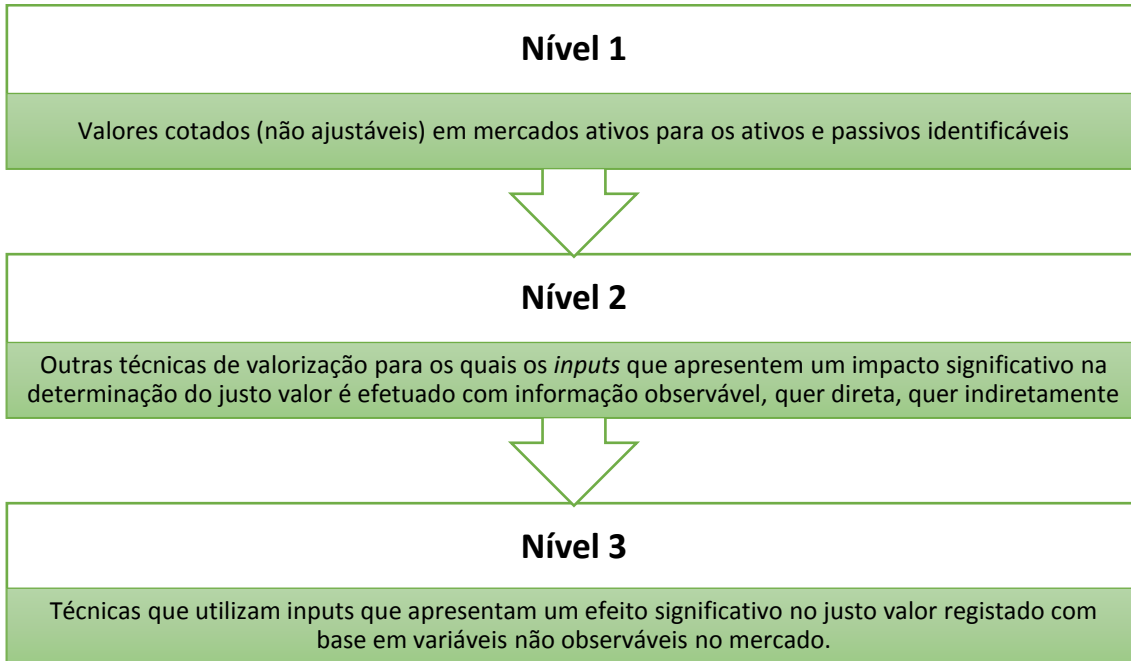 Nível 1
Valores cotados (não ajustáveis) em mercados ativos para os ativos e passivos identificáveis
Nível 2
Outras técnicas de valorização para os quais os inputs que apresentem um impacto significativo na
determinação do justo valor é efetuado com informação observável, quer direta, quer indiretamente
Nível 3
Técnicas que utilizam inputs que apresentam um efeito significativo no justo valor registado com
base em variáveis não observáveis no mercado.